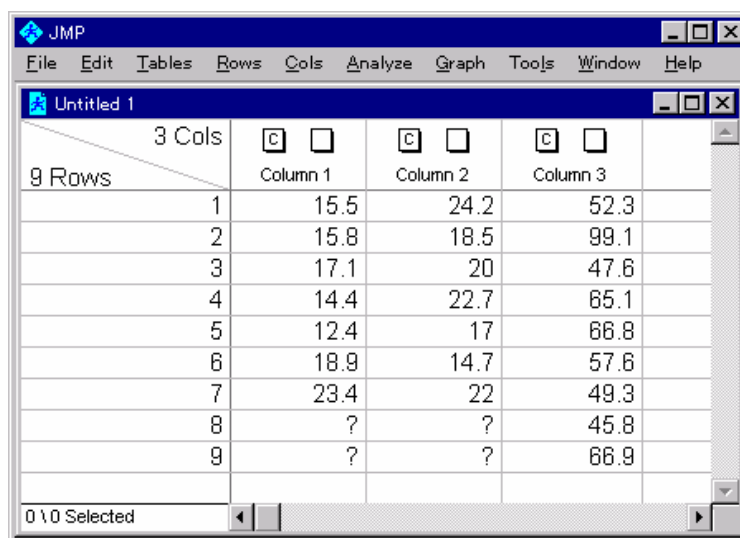 JMP
File Edit Tables Rows Cols Analyze Graph Tools Window Help
Untitled 1
3 Cols C C C
9 Rows Column 1 Column 2 Column 3
1 15.5 24.2 52.3
2 15.8 18.5 99.1
3 17.1 20 47.6
4 14.4 22.7 65.1
5 12.4 17 66.8
6 18.9 14.7 57.6
7 23.4 22 49.3
8 ? ? 45.8
9 ? ? 66.9
0 \ 0 Selected